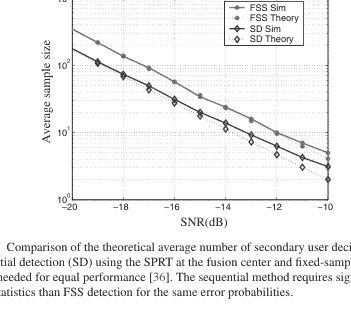 FSS Sim
FSS Theory
SD Sim
SD Theory
Average sample size
10²
10¹
10⁰
−20
−18
−16
−14
−12
−10
SNR(dB)
Comparison of the theoretical average number of secondary user deci
tial detection (SD) using the SPRT at the fusion center and fixed-samp
needed for equal performance [36]. The sequential method requires sig
tatistics than FSS detection for the same error probabilities.